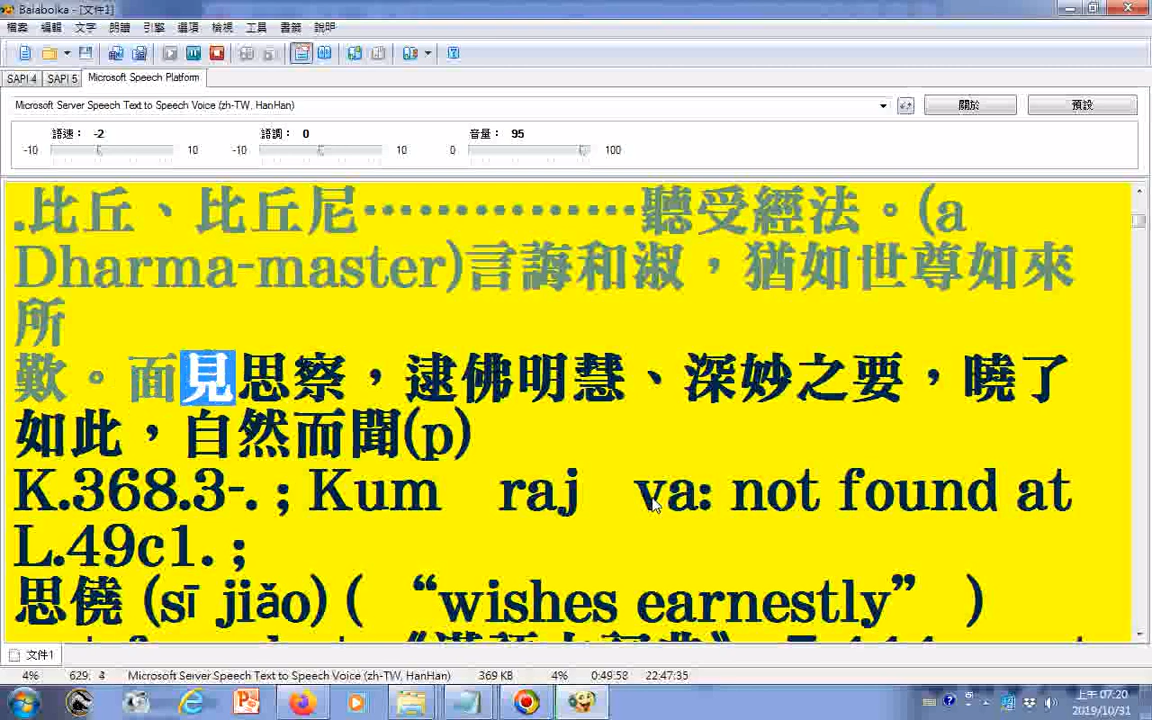 Balabolka - [文件1]
檔案 編輯 文字 朗讀 引擎 選項 檢視 工具 書籤 說明
SAPI 4 SAPI 5 Microsoft Speech Platform
Microsoft Server Speech Text to Speech Voice (zh-TW, HanHan) 關於 預設
語速： -2 語調： 0 音量： 95
-10 10 -10 10 0 100
.比丘、比丘尼……………聽受經法。(a
Dharma-master)言誨和淑，猶如世尊如來
所
歎。面見思察，逮佛明慧、深妙之要，曉了
如此，自然而聞(p)
K.368.3-. ; Kum raj va: not found at
L.49c1. ;
思僥 (sī jiǎo) ( “wishes earnestly” )
文件1
4% 629, Microsoft Server Speech Text to Speech Voice (zh-TW, HanHan) 369 KB 4% 0:49:58 22:47:35
上午 07:20
2019/10/31